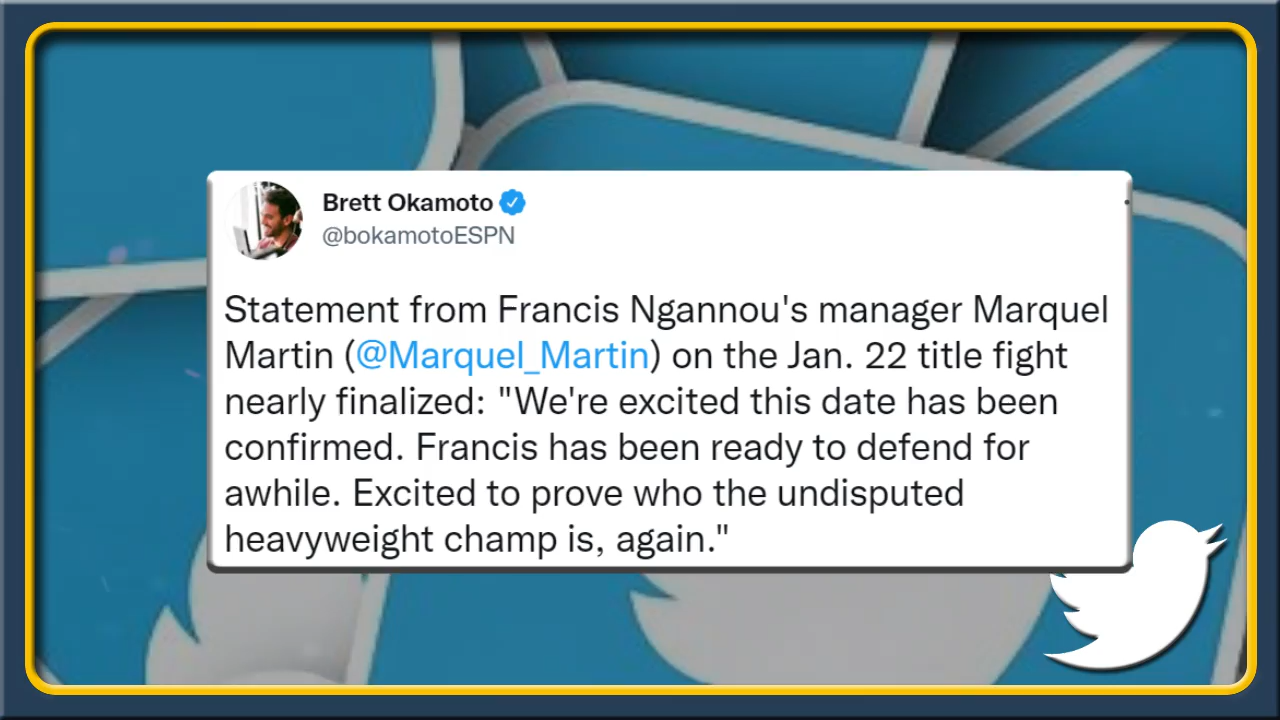 Brett Okamoto
@bokamotoESPN
Statement from Francis Ngannou's manager Marquel
Martin (@Marquel_Martin) on the Jan. 22 title fight
nearly finalized: "We're excited this date has been
confirmed. Francis has been ready to defend for
awhile. Excited to prove who the undisputed
heavyweight champ is, again."